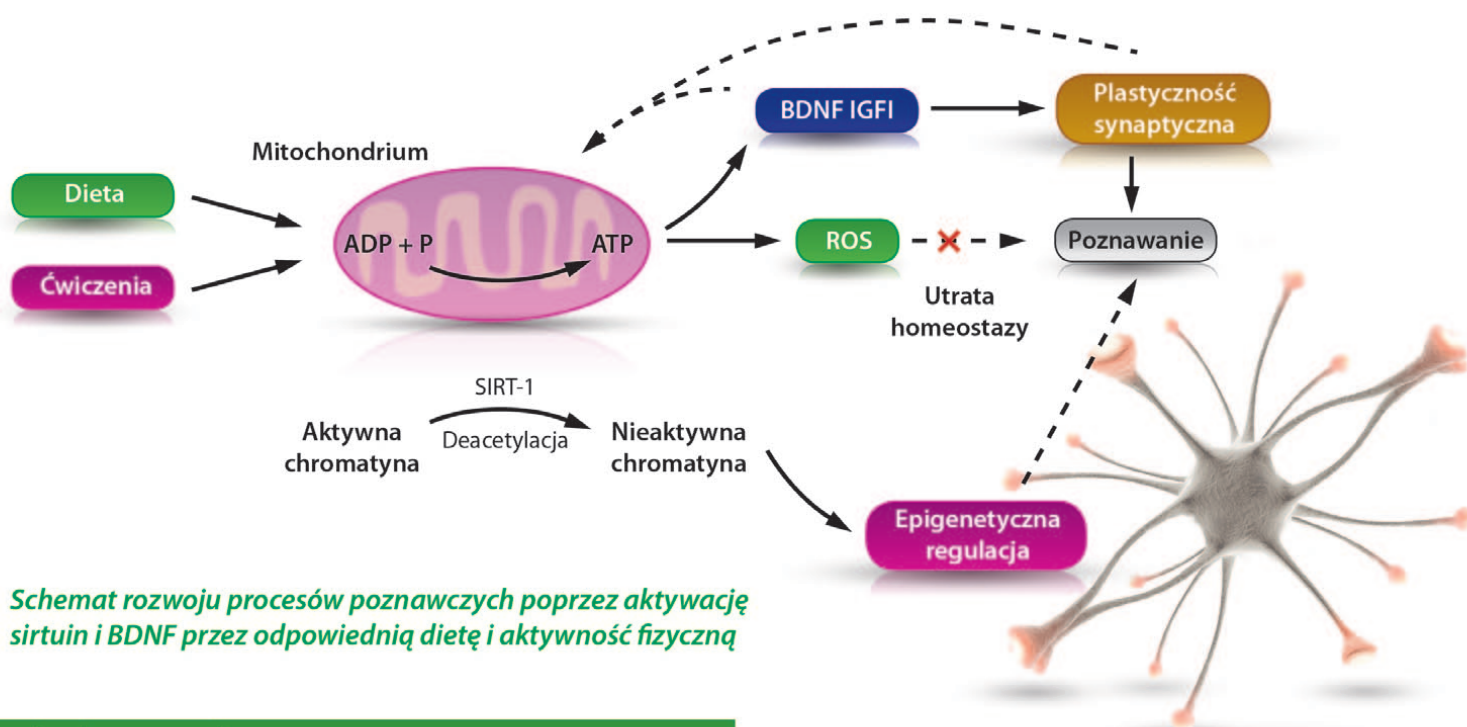 Plastyczność
synaptyczna
BDNF IGFI
Mitochondrium
Dieta
ADP + P
ATP
ROS
Poznawanie
Ćwiczenia
Utrata
homeostazy
SIRT-1
Aktywna
chromatyna
Deacetylacja
Nieaktywna
chromatyna
Epigenetyczna
regulacja
Schemat rozwoju procesów poznawczych poprzez aktywację
sirtuin i BDNF przez odpowiednią dietę i aktywność fizyczną